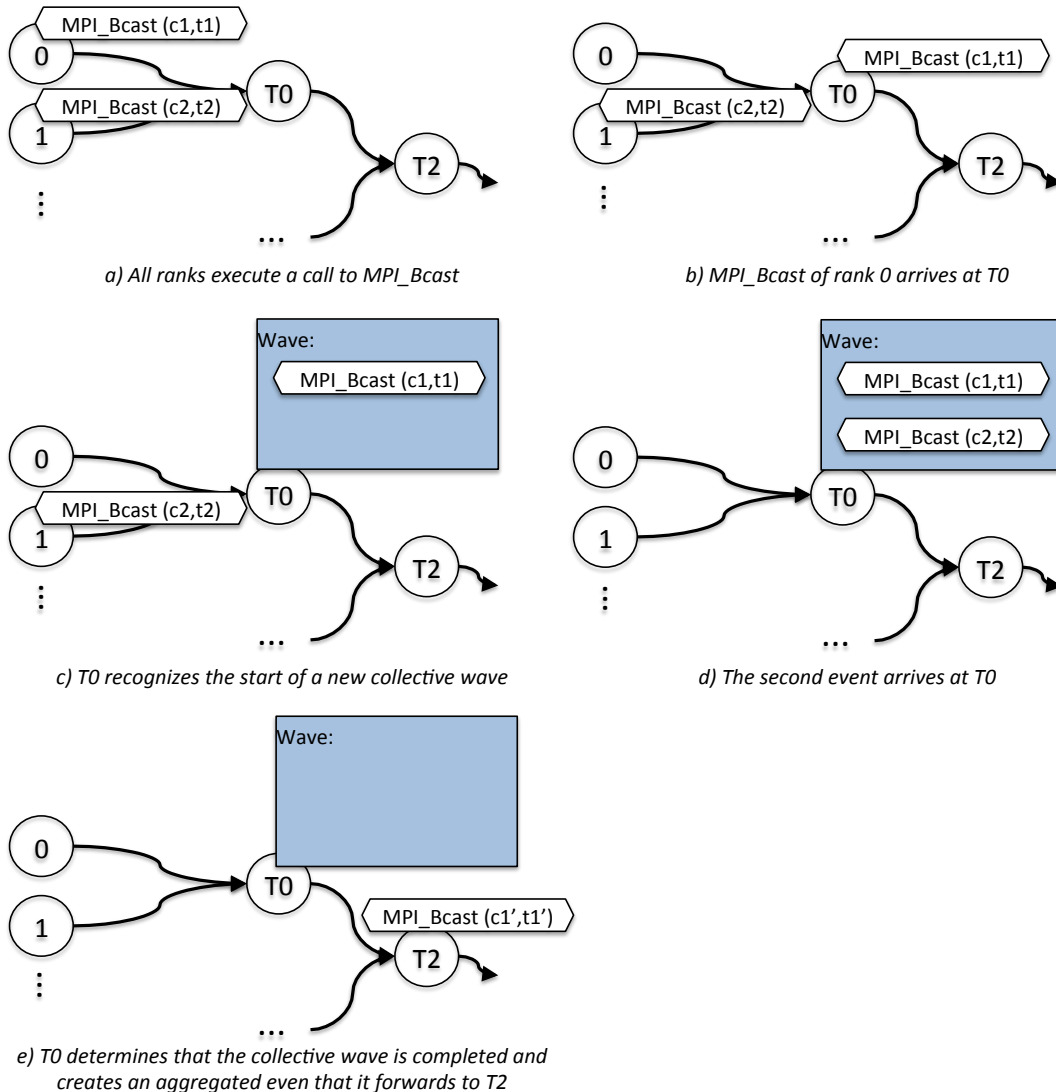 MPI_Bcast (c1,t1)
0
MPI_Bcast (c2,t2)
T0
1
T2
...
...
a) All ranks execute a call to MPI_Bcast
0
MPI_Bcast (c1,t1)
MPI_Bcast (c2,t2)
T0
1
T2
...
...
b) MPI_Bcast of rank 0 arrives at T0
Wave:
MPI_Bcast (c1,t1)
0
MPI_Bcast (c2,t2)
T0
1
T2
...
...
c) T0 recognizes the start of a new collective wave
Wave:
MPI_Bcast (c1,t1)
MPI_Bcast (c2,t2)
0
T0
1
T2
...
...
d) The second event arrives at T0
Wave:
0
T0
1
MPI_Bcast (c1’,t1’)
T2
...
...
e) T0 determines that the collective wave is completed and
creates an aggregated even that it forwards to T2